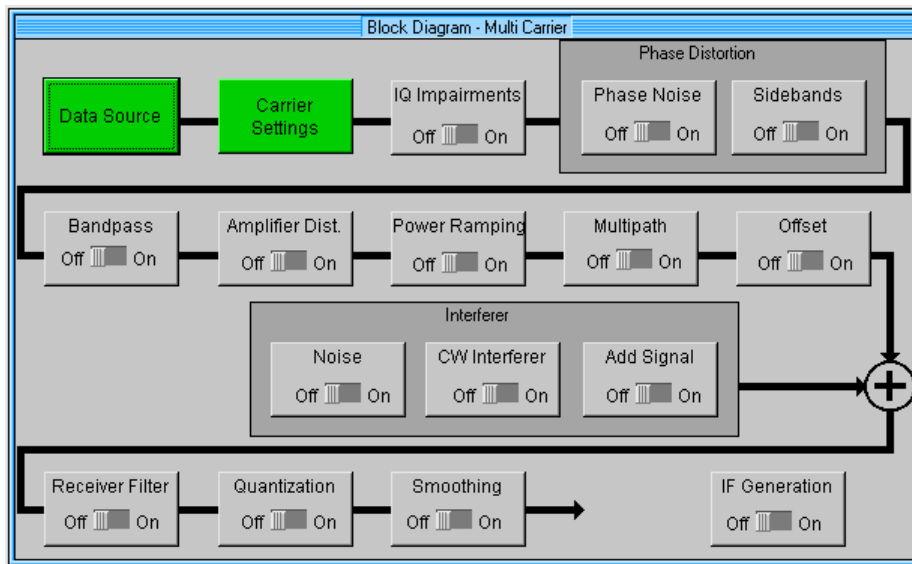 Block Diagram - Multi Carrier
Phase Distortion
Data Source
Carrier
Settings
IQ Impairments
Off On
Phase Noise
Off On
Sidebands
Off On
Bandpass
Off On
Amplifier Dist.
Off On
Power Ramping
Off On
Multipath
Off On
Offset
Off On
Interferer
Noise
Off On
CW Interferer
Off On
Add Signal
Off On
Receiver Filter
Off On
Quantization
Off On
Smoothing
Off On
IF Generation
Off On